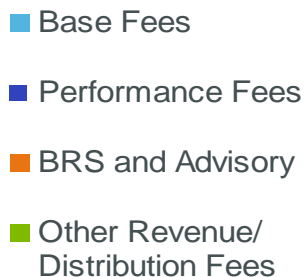 Base Fees
Performance Fees
BRS and Advisory
Other Revenue/
Distribution Fees